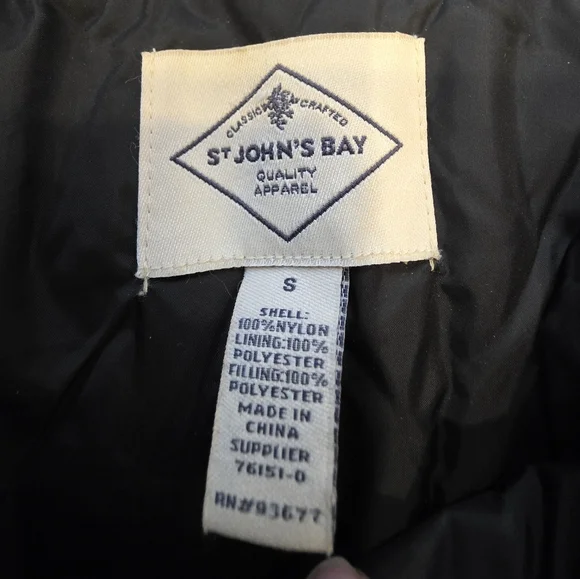 CLASSIC CRAFTED
ST JOHN'S BAY
QUALITY
APPAREL
S
SHELL:
100%NYLON
LINING:100%
POLYESTER
FILLING:100%
POLYESTER
MADE IN
CHINA
SUPPLIER
76151-0
RN#93677